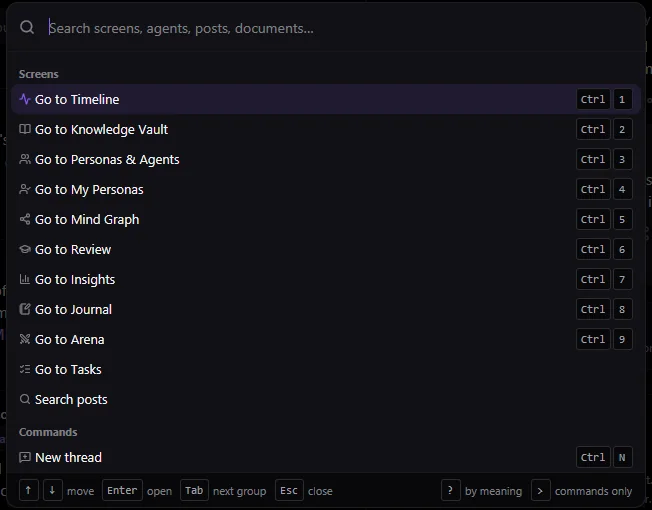 Search screens, agents, posts, documents...
Screens
Go to Timeline Ctrl 1
Go to Knowledge Vault Ctrl 2
Go to Personas & Agents Ctrl 3
Go to My Personas Ctrl 4
Go to Mind Graph Ctrl 5
Go to Review Ctrl 6
Go to Insights Ctrl 7
Go to Journal Ctrl 8
Go to Arena Ctrl 9
Go to Tasks
Search posts
Commands
New thread Ctrl N
↑ ↓ move Enter open Tab next group Esc close ? by meaning > commands only